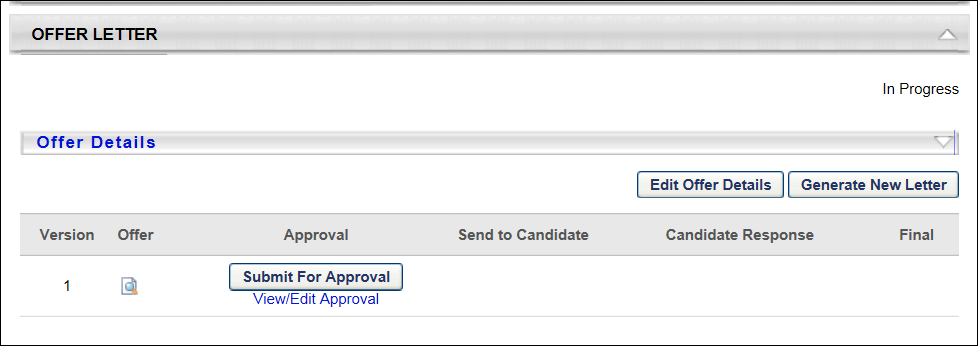 OFFER LETTER
In Progress
Offer Details
Edit Offer Details Generate New Letter
Version Offer Approval Send to Candidate Candidate Response Final
1 Submit For Approval
View/Edit Approval